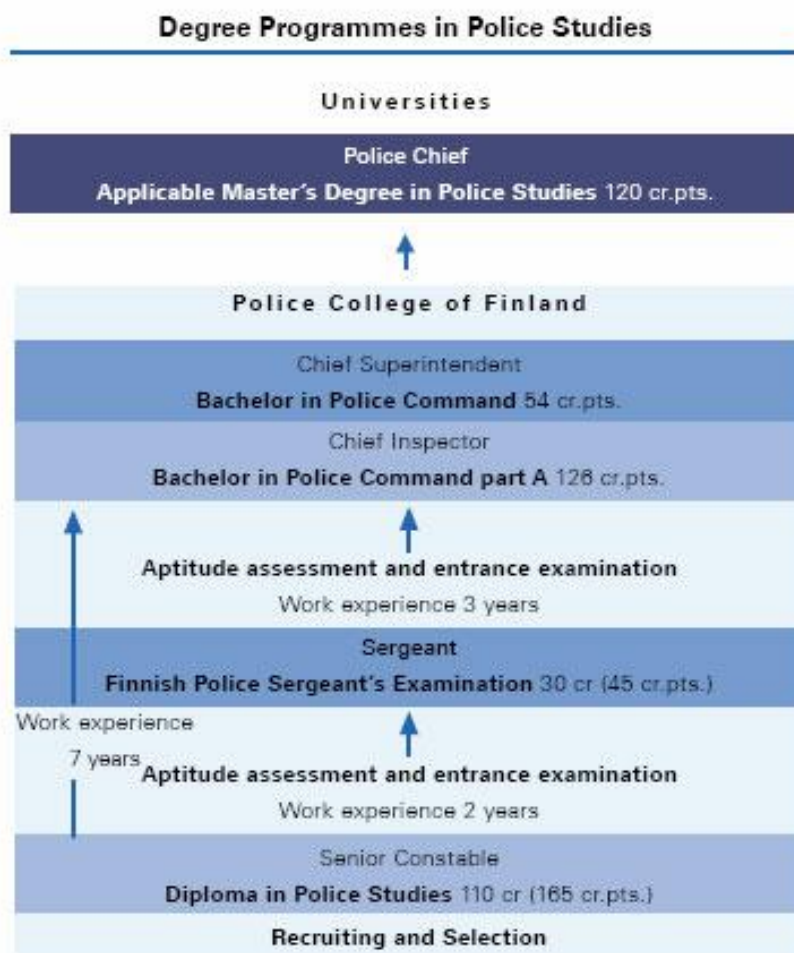 Degree Programmes in Police Studies
Universities
Police Chief
Applicable Master's Degree in Police Studies 120 cr.pts.
Police College of Finland
Chief Superintendent
Bachelor in Police Command 54 cr.pts.
Chief Inspector
Bachelor in Police Command part A 126 cr.pts.
Aptitude assessment and entrance examination
Work experience 3 years
Sergeant
Finnish Police Sergeant's Examination 30 cr (45 cr.pts.)
Work experience
7 years
Aptitude assessment and entrance examination
Work experience 2 years
Senior Constable
Diploma in Police Studies 110 cr (165 cr.pts.)
Recruiting and Selection